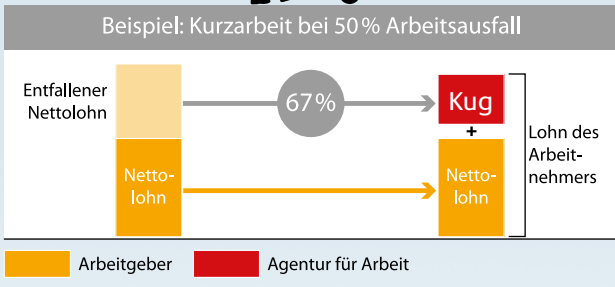 Beispiel: Kurzarbeit bei 50 % Arbeitsausfall
Entfallener
Nettolohn
67%
Kug
+
Netto-
lohn
Netto-
lohn
Lohn des
Arbeit-
nehmers
Arbeitgeber
Agentur für Arbeit